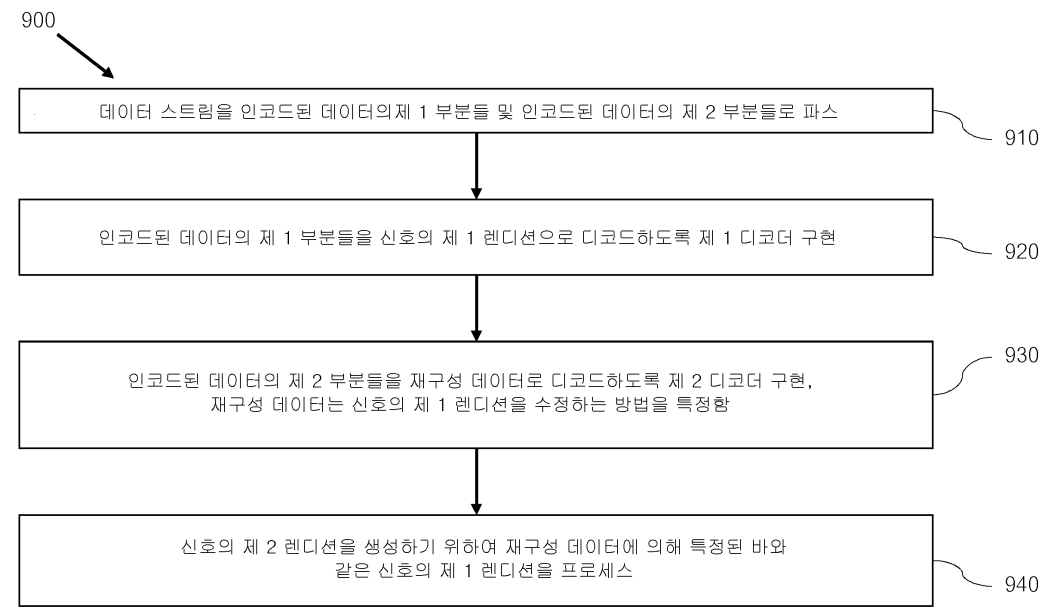 900
데이터 스트림을 인코드된 데이터의제 1 부분들 및 인코드된 데이터의 제 2 부분들로 파스
910
인코드된 데이터의 제 1 부분들을 신호의 제 1 렌디션으로 디코드하도록 제 1 디코더 구현
920
인코드된 데이터의 제 2 부분들을 재구성 데이터로 디코드하도록 제 2 디코더 구현,
재구성 데이터는 신호의 제 1 렌디션을 수정하는 방법을 특정함
930
신호의 제 2 렌디션을 생성하기 위하여 재구성 데이터에 의해 특정된 바와
같은 신호의 제 1 렌디션을 프로세스
940